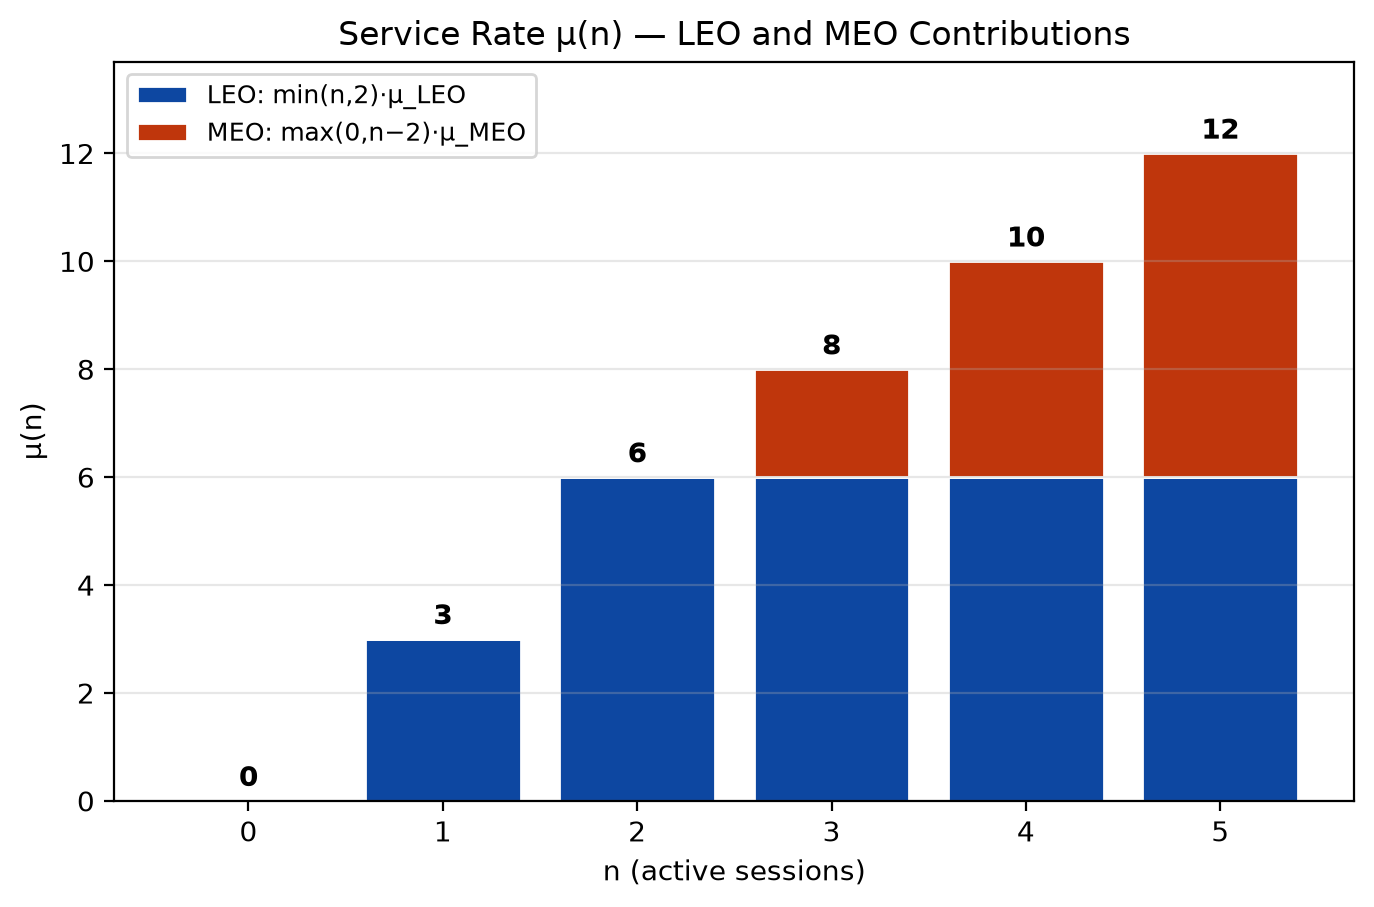 Service Rate μ(n) — LEO and MEO Contributions
LEO: min(n,2)·μ_LEO
MEO: max(0,n−2)·μ_MEO
μ(n)
12
10
8
6
4
2
0
0
3
6
8
10
12
0 1 2 3 4 5
n (active sessions)